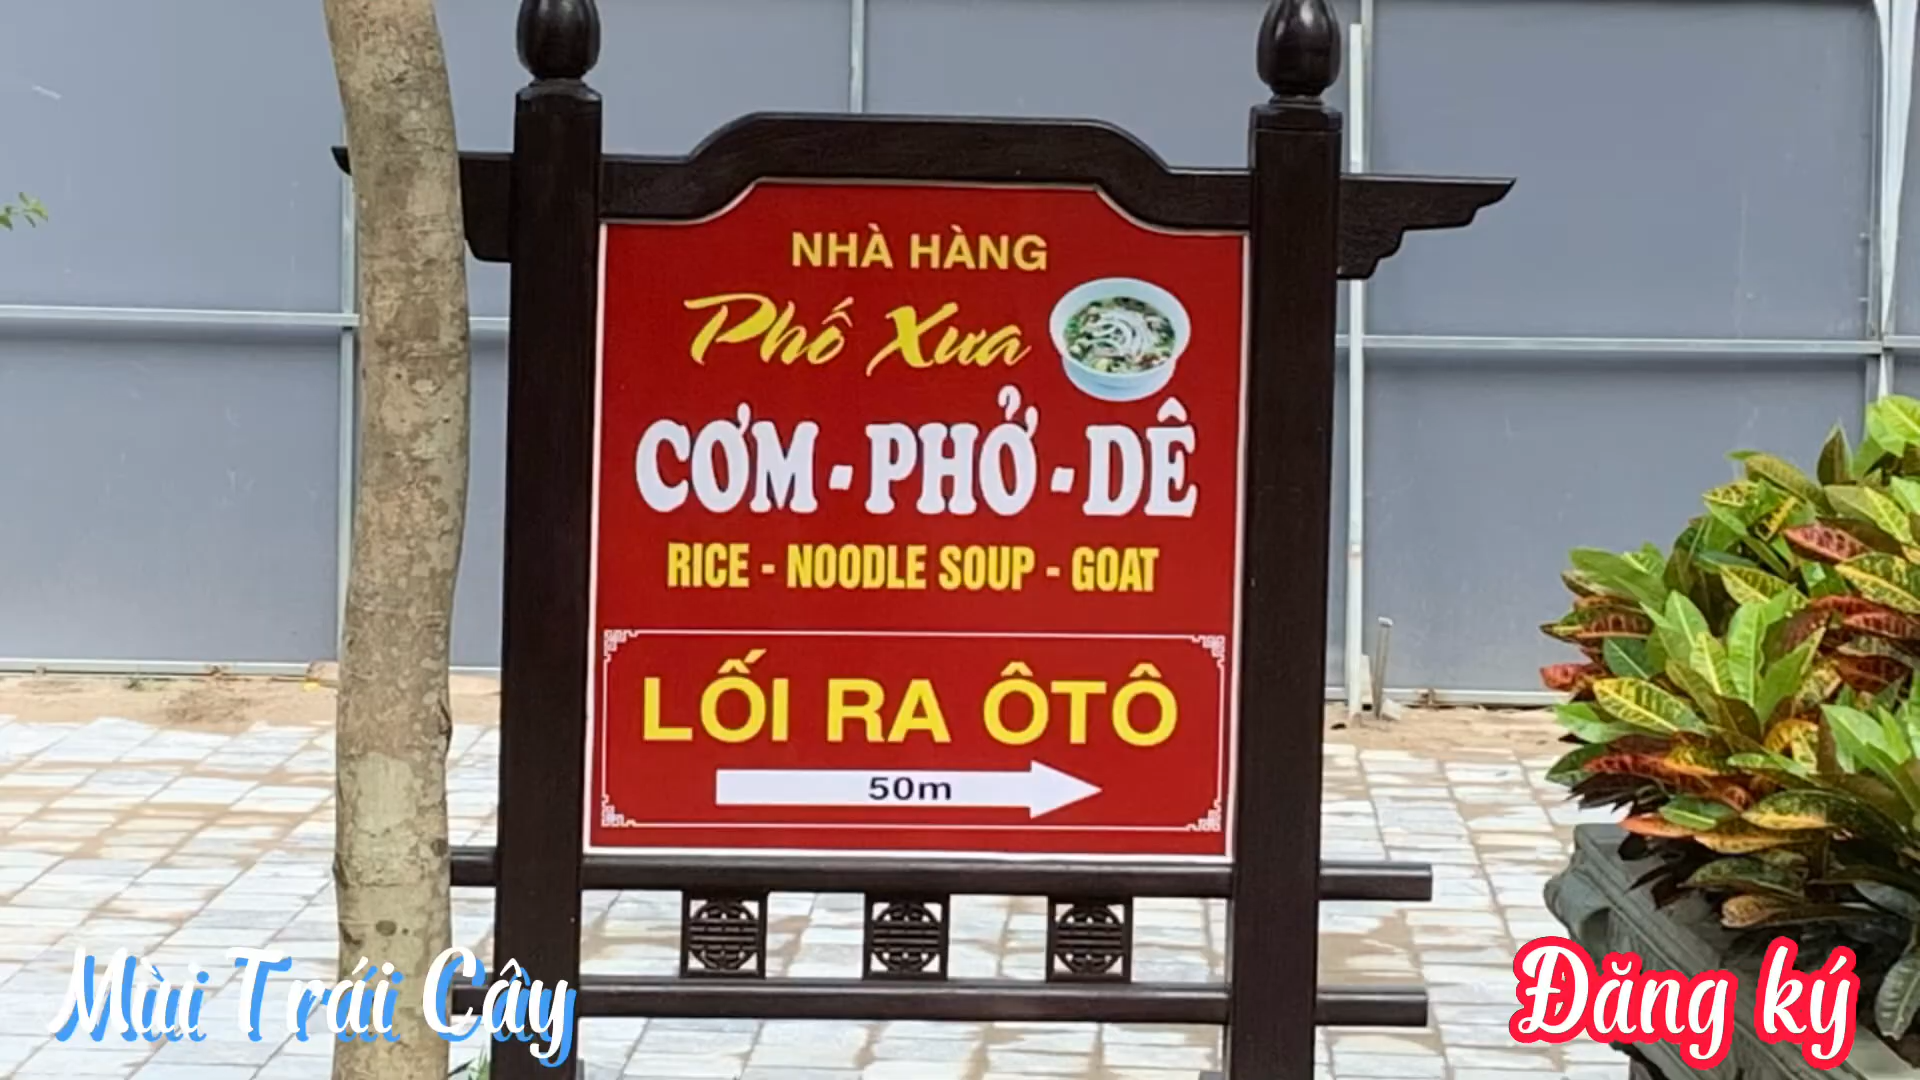 NHÀ HÀNG
Phố Xưa
CƠM - PHỞ - DÊ
RICE - NOODLE SOUP - GOAT
LỐI RA ÔTÔ
50m
Mùi Trái Cây
Đăng ký